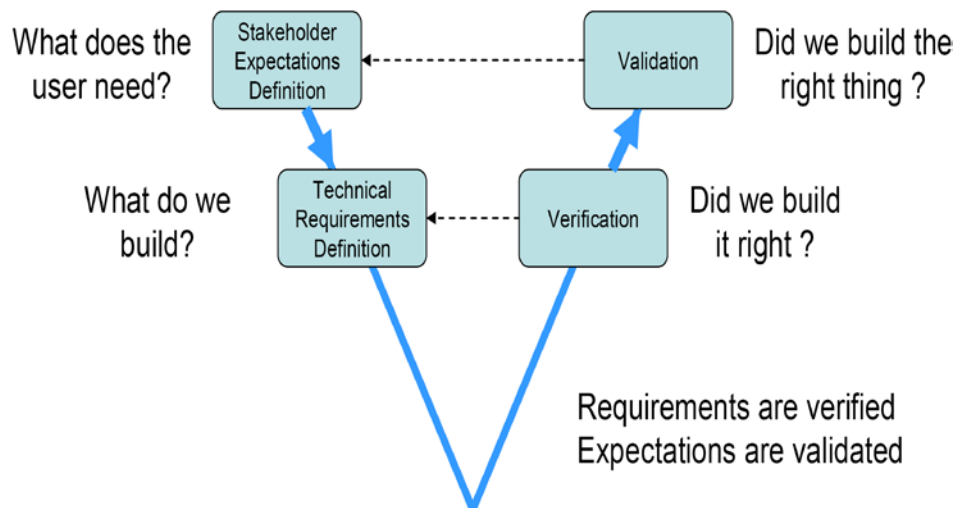 What does the
user need?
Stakeholder
Expectations
Definition
Validation
Did we build the
right thing ?
What do we
build?
Technical
Requirements
Definition
Verification
Did we build
it right ?
Requirements are verified
Expectations are validated